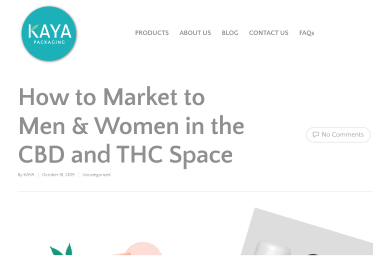 KAYA
PACKAGING
PRODUCTS ABOUT US BLOG CONTACT US FAQs
How to Market to
Men & Women in the
CBD and THC Space
No Comments
By KAYA | October 31, 2019 | Uncategorized